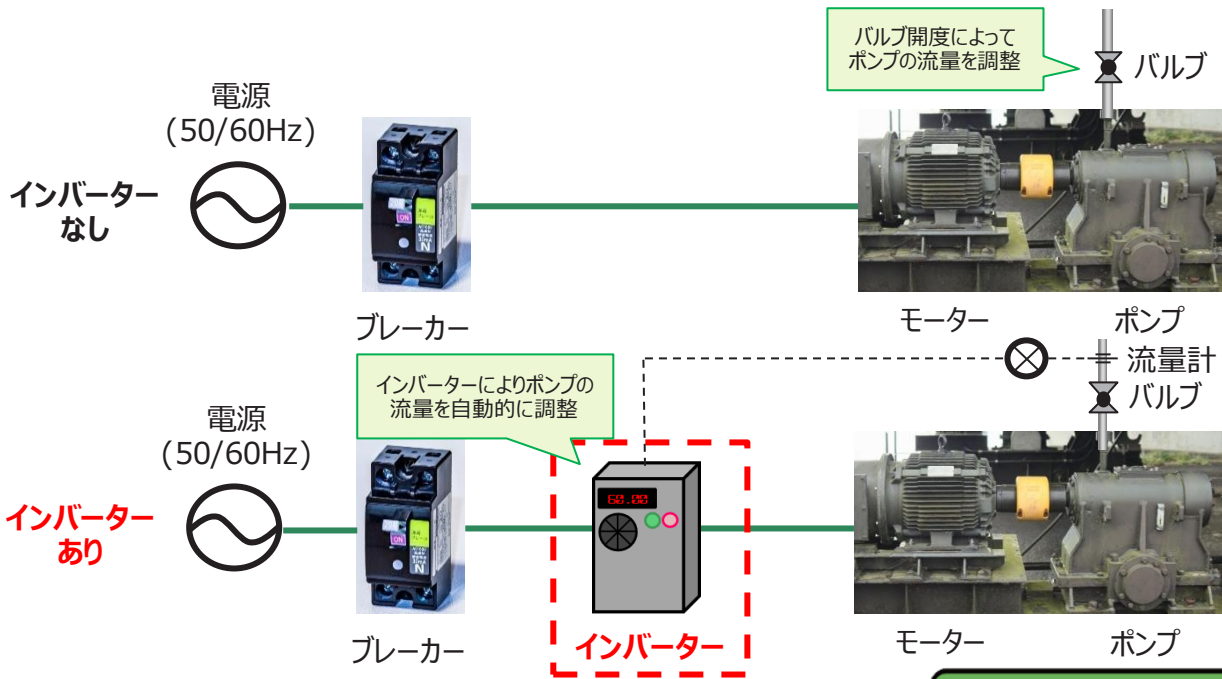 バルブ開度によって
ポンプの流量を調整
バルブ
電源
(50/60Hz)
インバーター
なし
ON
N
ブレーカー
モーター
ポンプ
流量計
バルブ
インバーターによりポンプの
流量を自動的に調整
電源
(50/60Hz)
インバーター
あり
ON
N
60.00
ブレーカー
インバーター
モーター
ポンプ